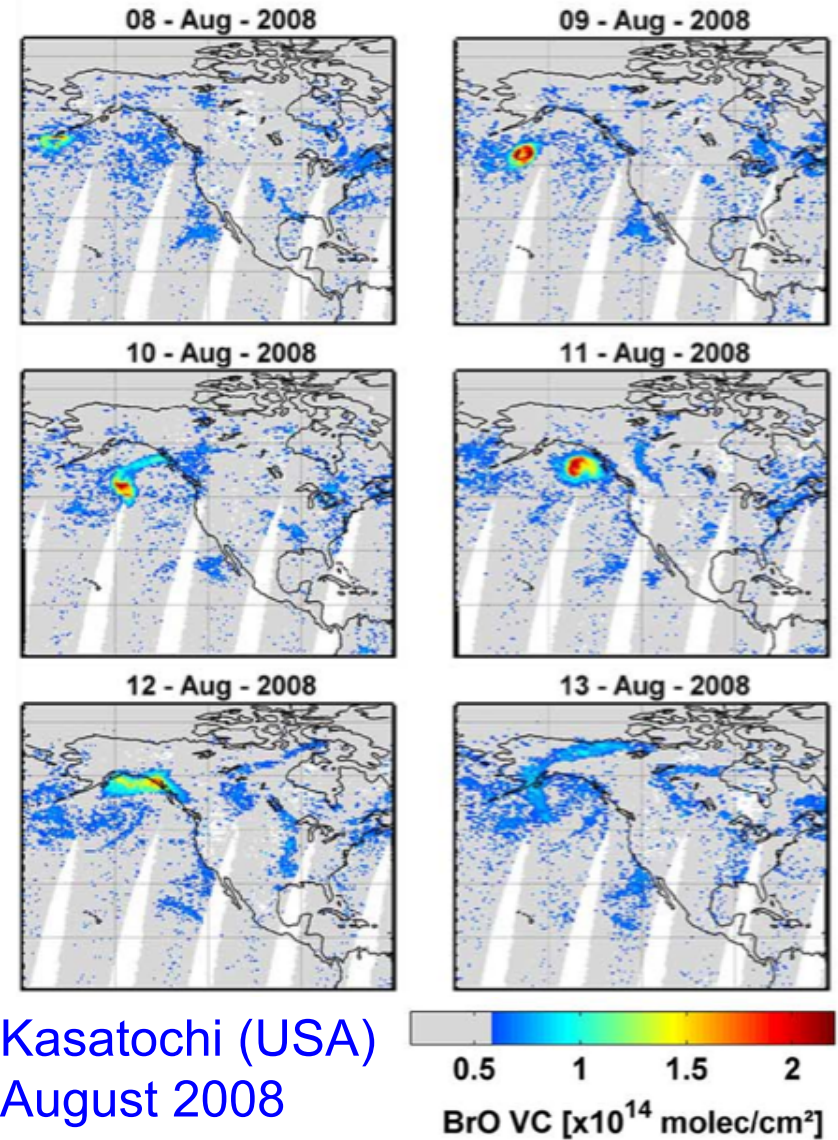 08 - Aug - 2008
09 - Aug - 2008
10 - Aug - 2008
11 - Aug - 2008
12 - Aug - 2008
13 - Aug - 2008
Kasatochi (USA)
August 2008
0.5 1 1.5 2
BrO VC [x10¹⁴ molec/cm²]